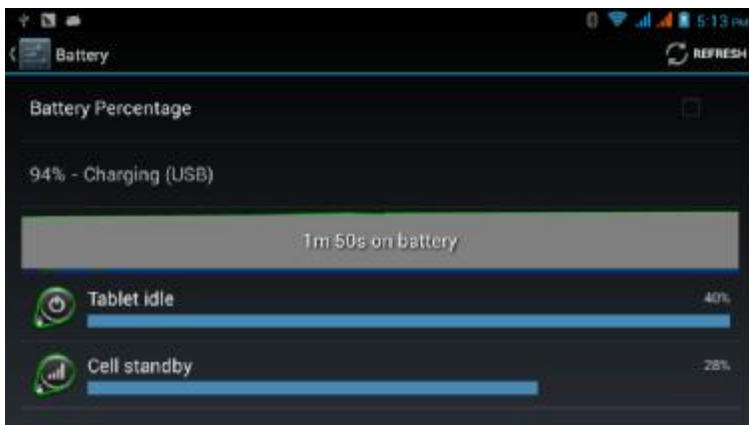 5:13 PM
Battery
REFRESH
Battery Percentage
94% - Charging (USB)
1m 50s on battery
Tablet idle
40%
Cell standby
28%